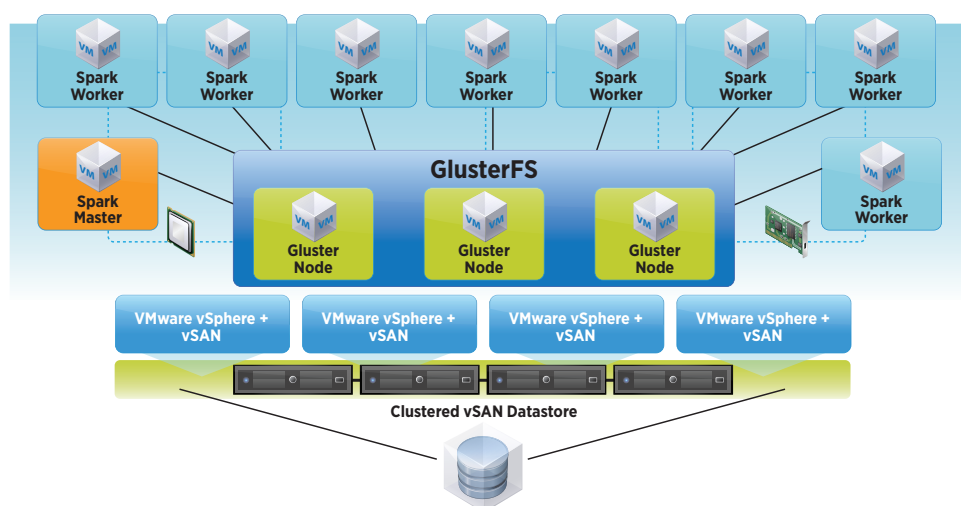 VM VM
VM VM
VM VM
VM VM
VM VM
VM VM
VM VM
Spark
Worker
Spark
Worker
Spark
Worker
Spark
Worker
Spark
Worker
Spark
Worker
Spark
Worker
VM VM
Spark
Master
GlusterFS
VM VM
Gluster
Node
VM VM
Gluster
Node
VM VM
Gluster
Node
VM VM
Spark
Worker
VMware vSphere +
vSAN
VMware vSphere +
vSAN
VMware vSphere +
vSAN
VMware vSphere +
vSAN
Clustered vSAN Datastore